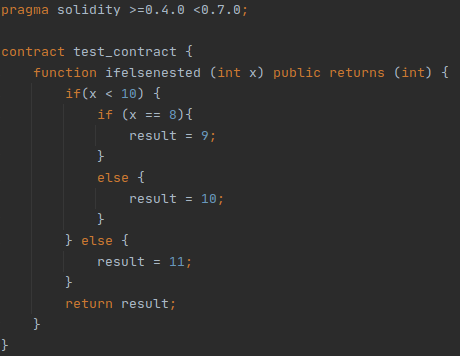 pragma solidity >=0.4.0 <0.7.0;

contract test_contract {
    function ifelsenested (int x) public returns (int) {
        if(x < 10) {
            if (x == 8){
                result = 9;
            }
            else {
                result = 10;
            }
        } else {
            result = 11;
        }
        return result;
    }
}